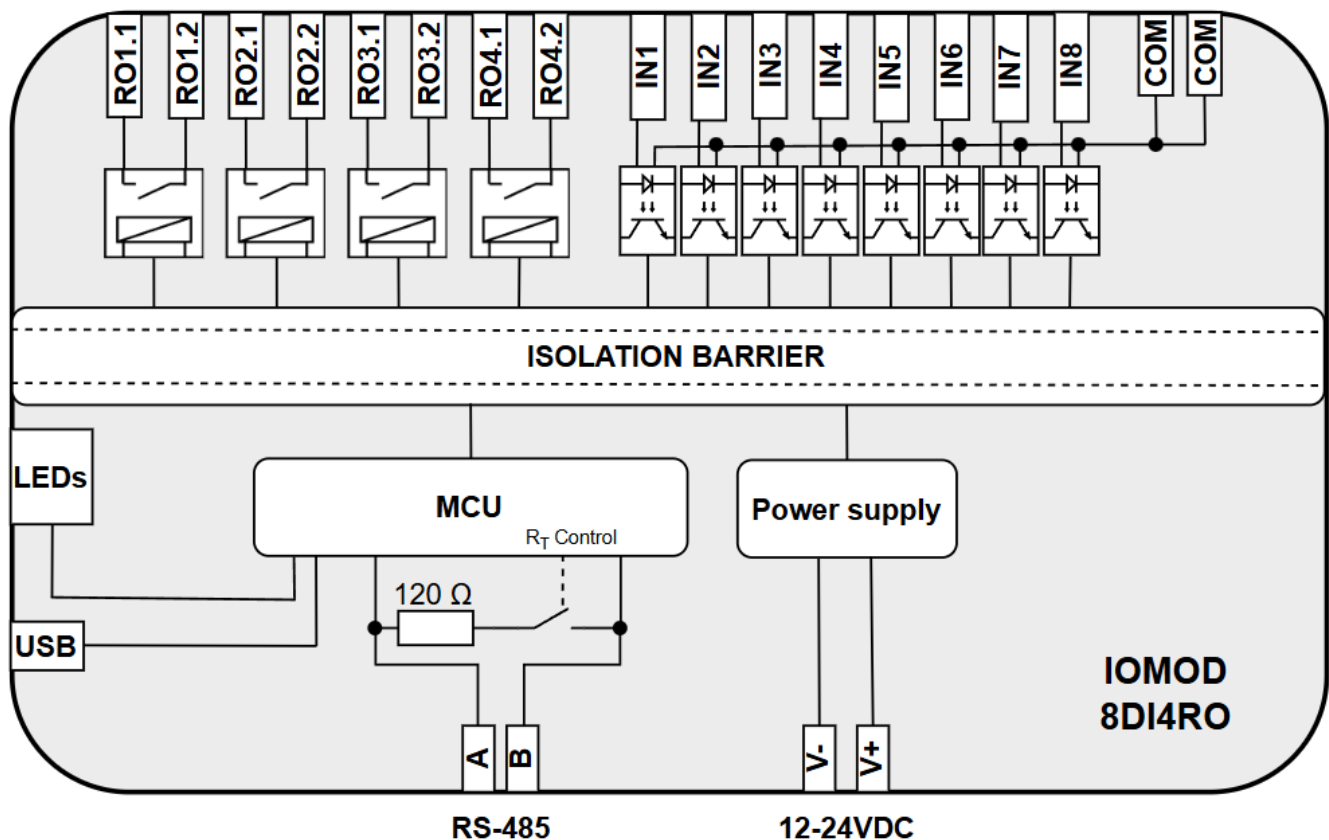 RO1.1
RO1.2
RO2.1
RO2.2
RO3.1
RO3.2
RO4.1
RO4.2
IN1
IN2
IN3
IN4
IN5
IN6
IN7
IN8
COM
COM
ISOLATION BARRIER
LEDs
MCU
R_T Control
Power supply
120 Ω
USB
IOMOD
8DI4RO
A
B
V-
V+
RS-485
12-24VDC